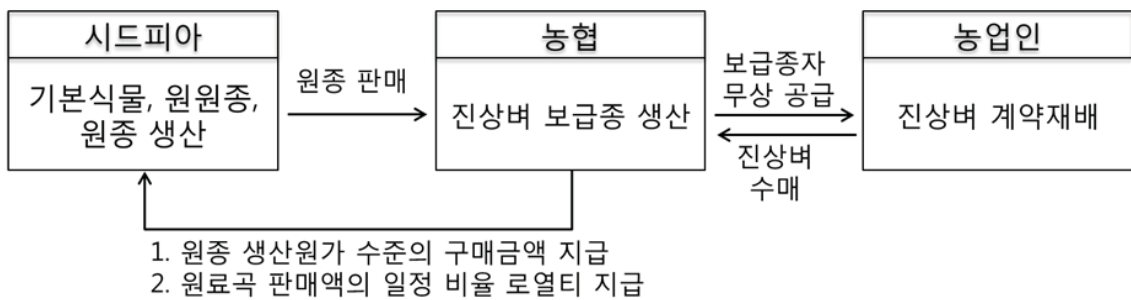 시드피아
기본식물, 원원종,
원종 생산
원종 판매
농협
진상벼 보급종 생산
보급종자
무상 공급
진상벼
수매
농업인
진상벼 계약재배
1. 원종 생산원가 수준의 구매금액 지급
2. 원료곡 판매액의 일정 비율 로열티 지급